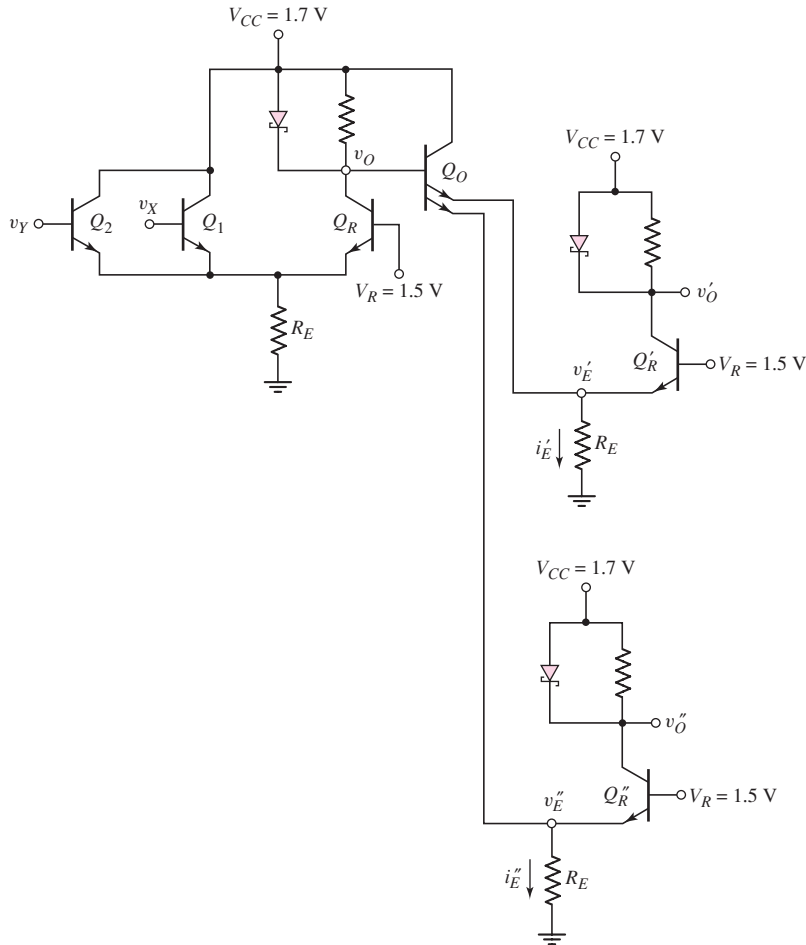 V_CC = 1.7 V
v_O
Q_O
v_Y
Q_2
v_X
Q_1
Q_R
V_R = 1.5 V
R_E
V_CC = 1.7 V
v_O′
Q_R′
V_R = 1.5 V
v_E′
i_E′
R_E
V_CC = 1.7 V
v_O″
Q_R″
V_R = 1.5 V
v_E″
i_E″
R_E